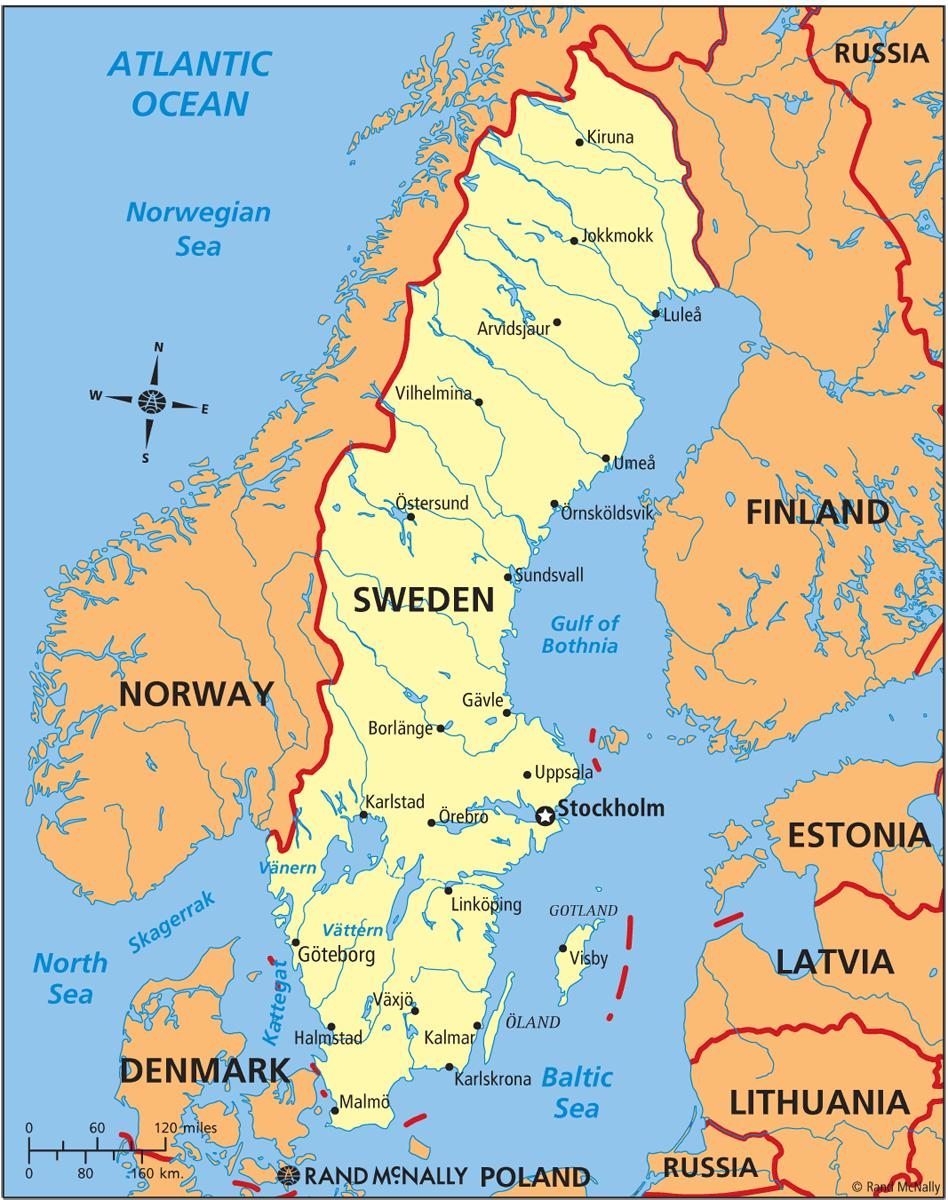 ATLANTIC
OCEAN
RUSSIA
Kiruna
Norwegian
Sea
Jokkmokk
Luleå
Arvidsjaur
N
W
E
S
Vilhelmina
Umeå
Östersund
Örnsköldsvik
FINLAND
Sundsvall
SWEDEN
Gulf of
Bothnia
NORWAY
Gävle
Borlänge
Uppsala
Karlstad
Örebro
Stockholm
ESTONIA
Vänern
Linköping
GOTLAND
Skagerrak
Vättern
Göteborg
Visby
North
Sea
LATVIA
Kattegat
Växjö
ÖLAND
Halmstad
Kalmar
DENMARK
Karlskrona
Baltic
Sea
Malmö
LITHUANIA
0 60 120 miles
0 80 160 km.
RAND MCNALLY
POLAND
RUSSIA
© Rand McNally